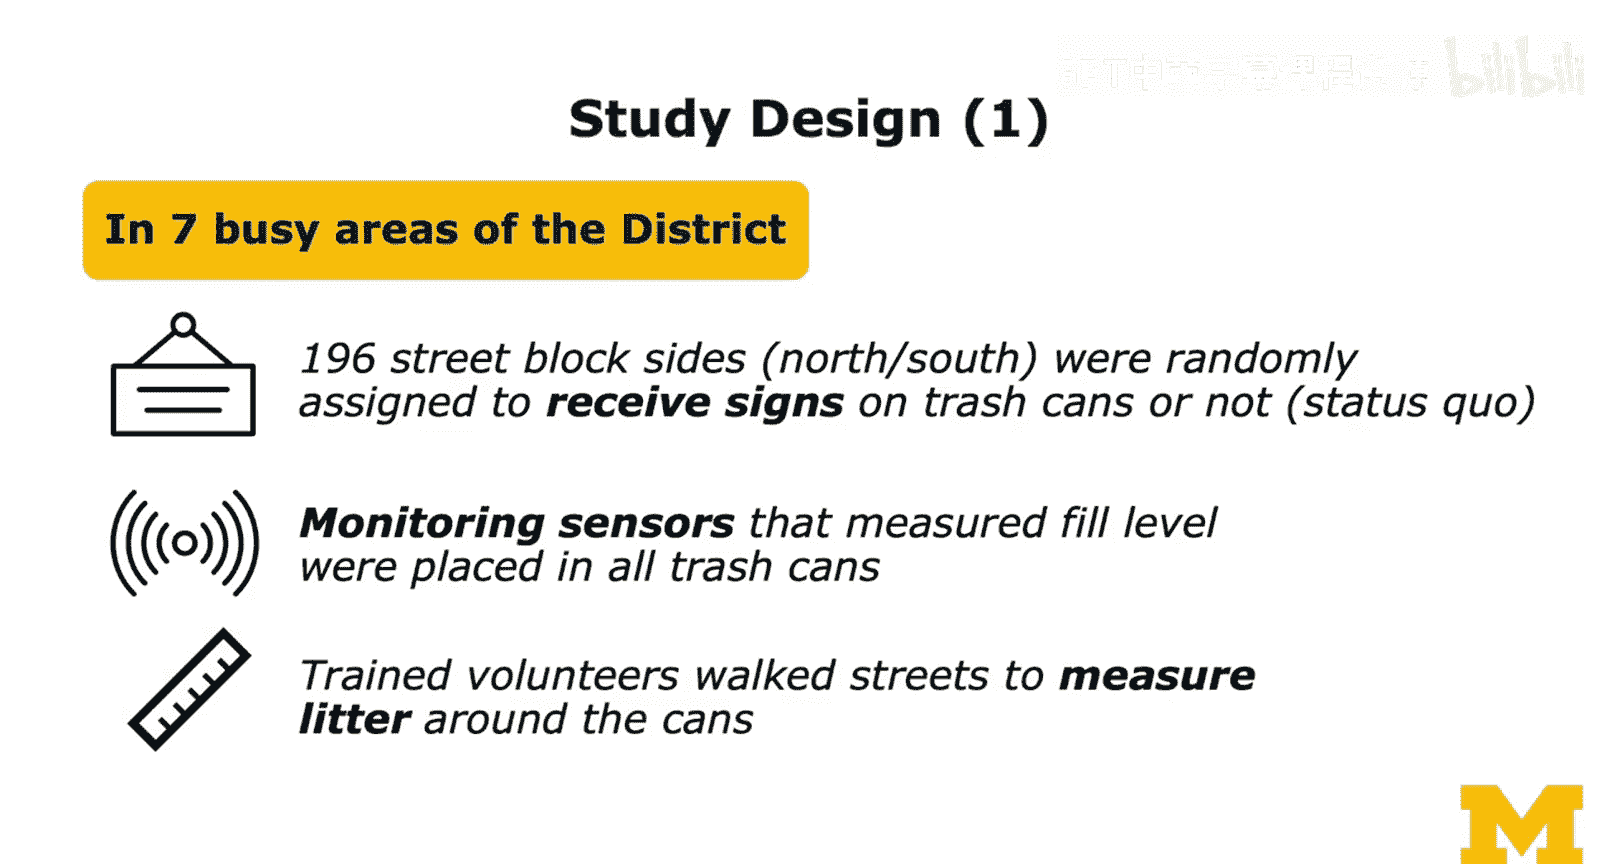 bilibili
Study Design (1)
In 7 busy areas of the District
196 street block sides (north/south) were randomly
assigned to receive signs on trash cans or not (status quo)
Monitoring sensors that measured fill level
were placed in all trash cans
Trained volunteers walked streets to measure
litter around the cans
M